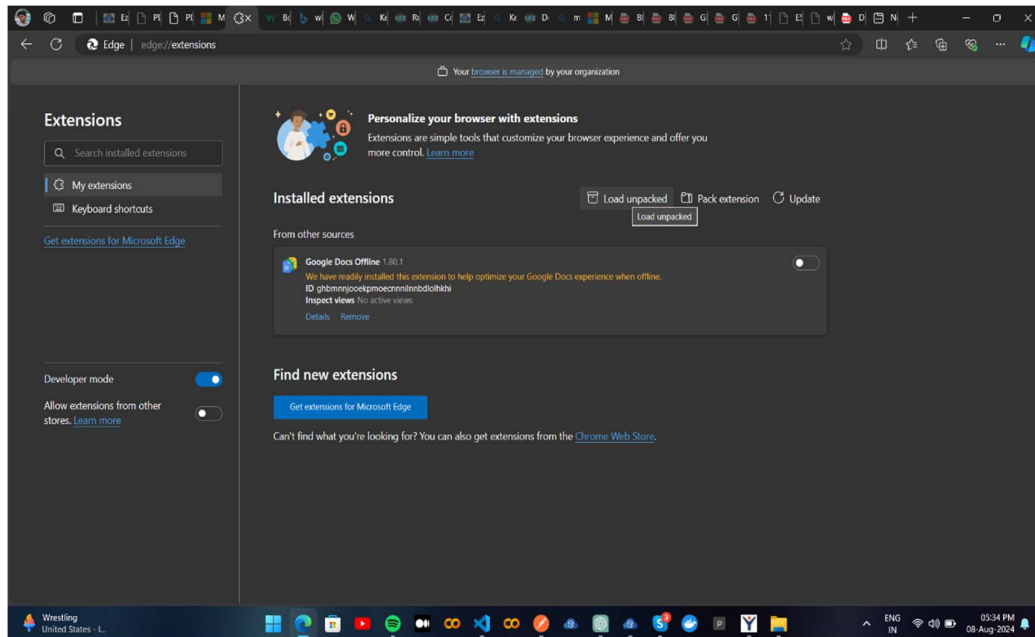 Edge
edge://extensions
Your browser is managed by your organization
Extensions
Search installed extensions
My extensions
Keyboard shortcuts
Get extensions for Microsoft Edge
Developer mode
Allow extensions from other
stores. Learn more
Personalize your browser with extensions
Extensions are simple tools that customize your browser experience and offer you
more control. Learn more
Installed extensions
Load unpacked
Pack extension
Update
Load unpacked
From other sources
Google Docs Offline 1.80.1
We have readily installed this extension to help optimize your Google Docs experience when offline.
ID ghbmnnjooekpmoecnnnilnnbdlolhkhi
Inspect views No active views
Details Remove
Find new extensions
Get extensions for Microsoft Edge
Can't find what you're looking for? You can also get extensions from the Chrome Web Store.
Wrestling
United States - L...
ENG
IN
05:34 PM
08-Aug-2024